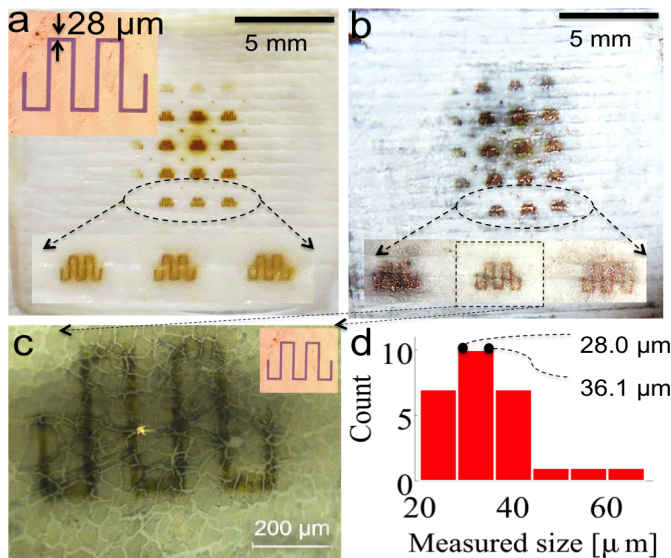 a
28 μm
5 mm
b
5 mm
c
200 μm
d
10
5
0
Count
28.0 μm
36.1 μm
20 40 60
Measured size [μ m]